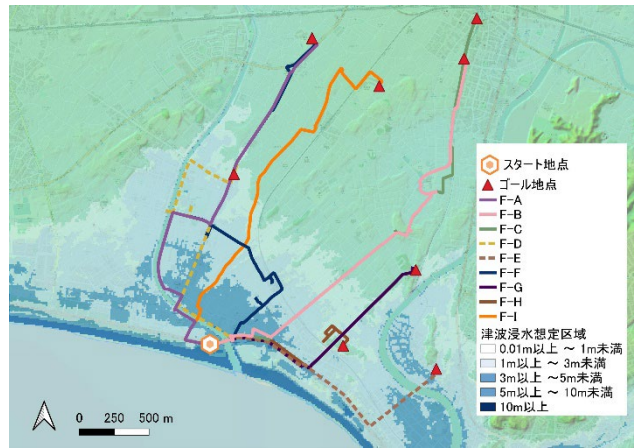 スタート地点
ゴール地点
F−A
F−B
F−C
F−D
F−E
F−F
F−G
F−H
F−I
津波浸水想定区域
0.01m以上 ~ 1m未満
1m以上 ~ 3m未満
3m以上 ~5m未満
5m以上 ~ 10m未満
10m以上
0 250 500 m